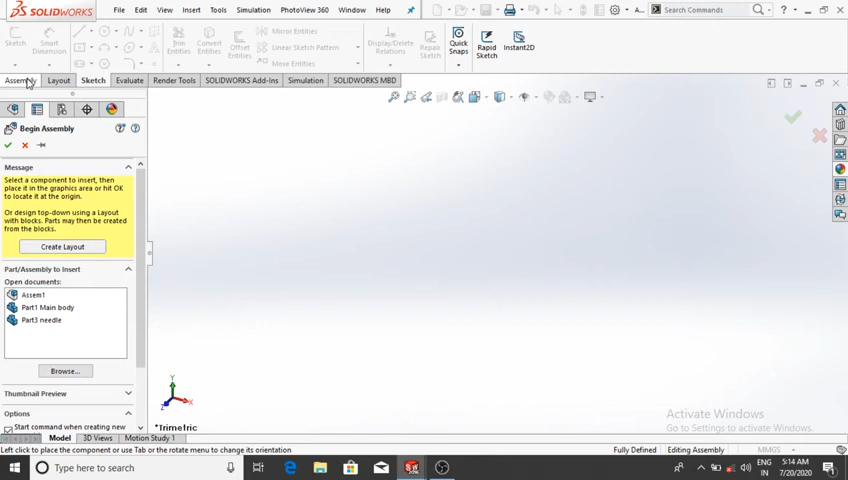 SOLIDWORKS File Edit View Insert Tools Simulation PhotoView 360 Window Help Search Commands
Sketch Smart Dimension Trim Entities Convert Entities Offset Entities Mirror Entities Linear Sketch Pattern Move Entities Display/Delete Relations Repair Sketch Quick Snaps Rapid Sketch Instant2D
Assembly Layout Sketch Evaluate Render Tools SOLIDWORKS Add-Ins Simulation SOLIDWORKS MBD
Begin Assembly
Message
Select a component to insert, then
place it in the graphics area or hit OK
to locate it at the origin.
Or design top-down using a Layout
with blocks. Parts may then be created
from the blocks.
Create Layout
Part/Assembly to Insert
Open documents:
Assem1
Part1 Main body
Part3 needle
Browse...
Thumbnail Preview
Options
Start command when creating new
Y
X
Z
*Trimetric
Activate Windows
Go to Settings to activate Windows.
Model 3D Views Motion Study 1
Left click to place the component or use Tab or the rotate menu to change its orientation Fully Defined Editing Assembly MMGS
Type here to search
ENG 5:14 AM
IN 7/20/2020